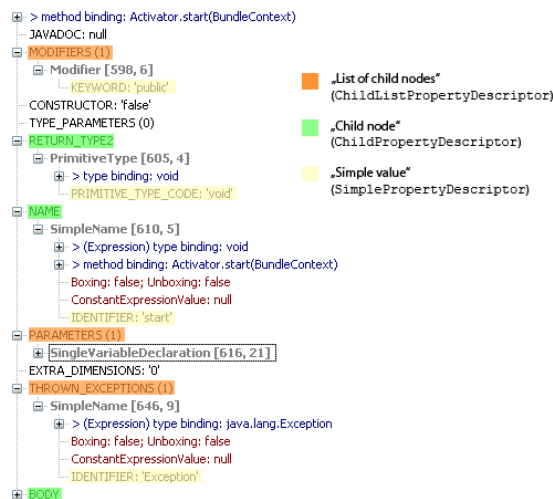 > method binding: Activator.start(BundleContext)
JAVADOC: null
MODIFIERS (1)
Modifier [598, 6]
KEYWORD: 'public'
CONSTRUCTOR: 'false'
TYPE_PARAMETERS (0)
RETURN_TYPE2
PrimitiveType [605, 4]
> type binding: void
PRIMITIVE_TYPE_CODE: 'void'
NAME
SimpleName [610, 5]
> (Expression) type binding: void
> method binding: Activator.start(BundleContext)
Boxing: false; Unboxing: false
ConstantExpressionValue: null
IDENTIFIER: 'start'
PARAMETERS (1)
SingleVariableDeclaration [616, 21]
EXTRA_DIMENSIONS: '0'
THROWN_EXCEPTIONS (1)
SimpleName [646, 9]
> (Expression) type binding: java.lang.Exception
Boxing: false; Unboxing: false
ConstantExpressionValue: null
IDENTIFIER: 'Exception'
BODY
„List of child nodes“
(ChildListPropertyDescriptor)
„Child node“
(ChildPropertyDescriptor)
„Simple value“
(SimplePropertyDescriptor)